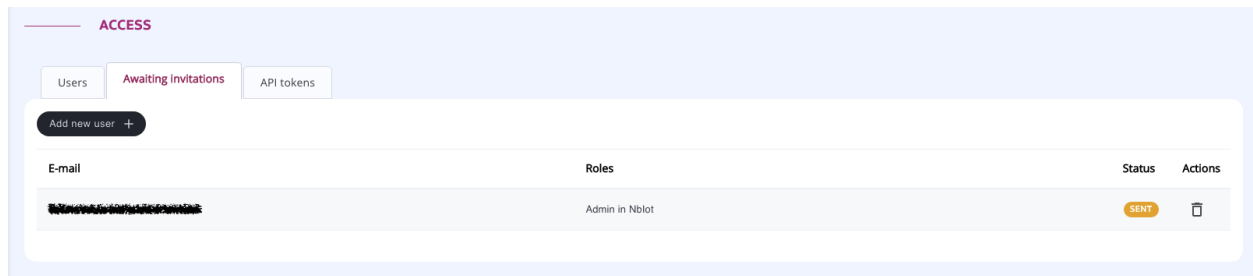 ACCESS
Users
Awaiting invitations
API tokens
Add new user +
E-mail
Roles
Status
Actions
Admin in Nblot
SENT